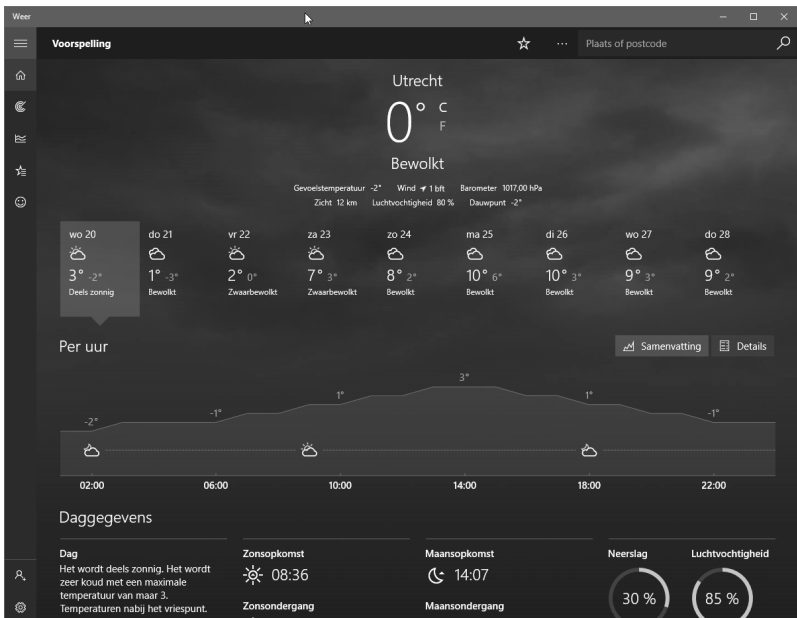 Weer
Voorspelling
Plaats of postcode
Utrecht
0° C
F
Bewolkt
Gevoelstemperatuur -2° Wind 1 bft Barometer 1017,00 hPa
Zicht 12 km Luchtvochtigheid 80 % Dauwpunt -2°
wo 20 do 21 vr 22 za 23 zo 24 ma 25 di 26 wo 27 do 28
3° -2° 1° -3° 2° 0° 7° 3° 8° 2° 10° 6° 10° 3° 9° 3° 9° 2°
Deels zonnig Bewolkt Zwaarbewolkt Zwaarbewolkt Bewolkt Bewolkt Bewolkt Bewolkt Bewolkt
Per uur
Samenvatting Details
-2° -1° 1° 3° 1° -1°
02:00 06:00 10:00 14:00 18:00 22:00
Daggegevens
Dag Zonsopkomst Maansopkomst Neerslag Luchtvochtigheid
Het wordt deels zonnig. Het wordt
zeer koud met een maximale
temperatuur van maar 3.
Temperaturen nabij het vriespunt.
08:36
Zonsondergang
14:07
Maansondergang
30 %
85 %